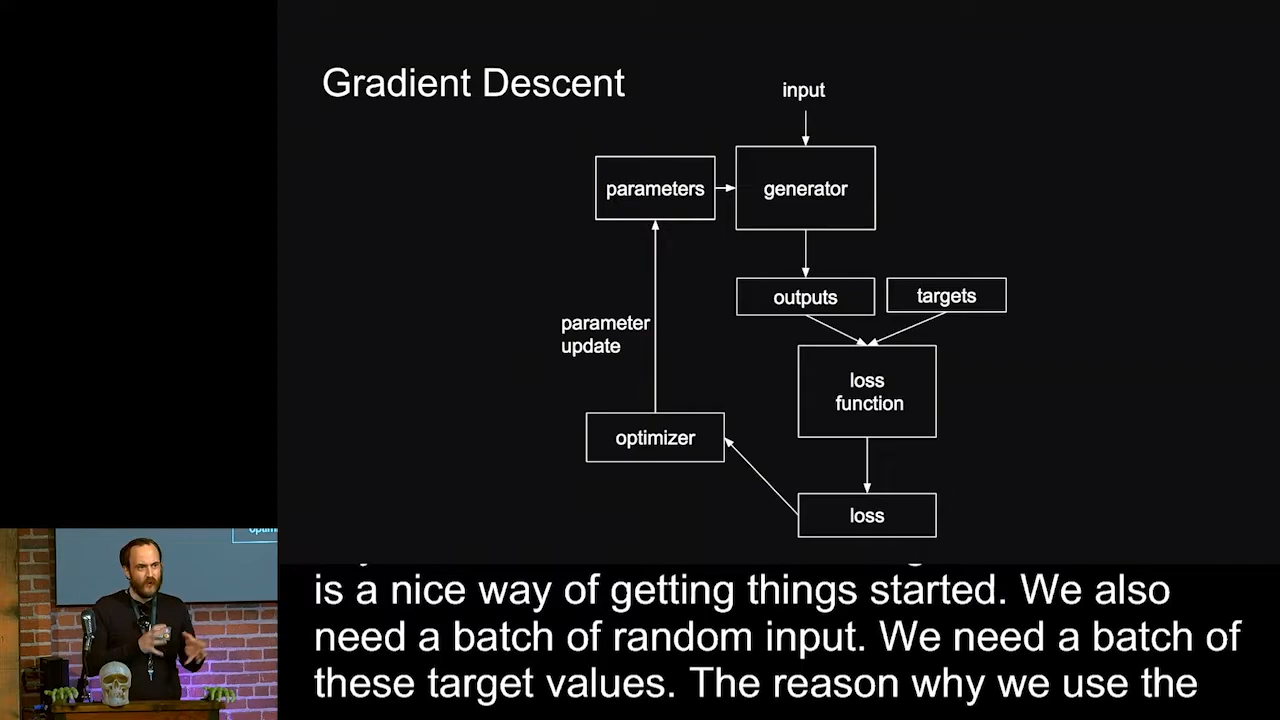 Gradient Descent
input
parameters
generator
outputs
targets
parameter
update
loss
function
optimizer
loss
is a nice way of getting things started. We also
need a batch of random input. We need a batch of
these target values. The reason why we use the